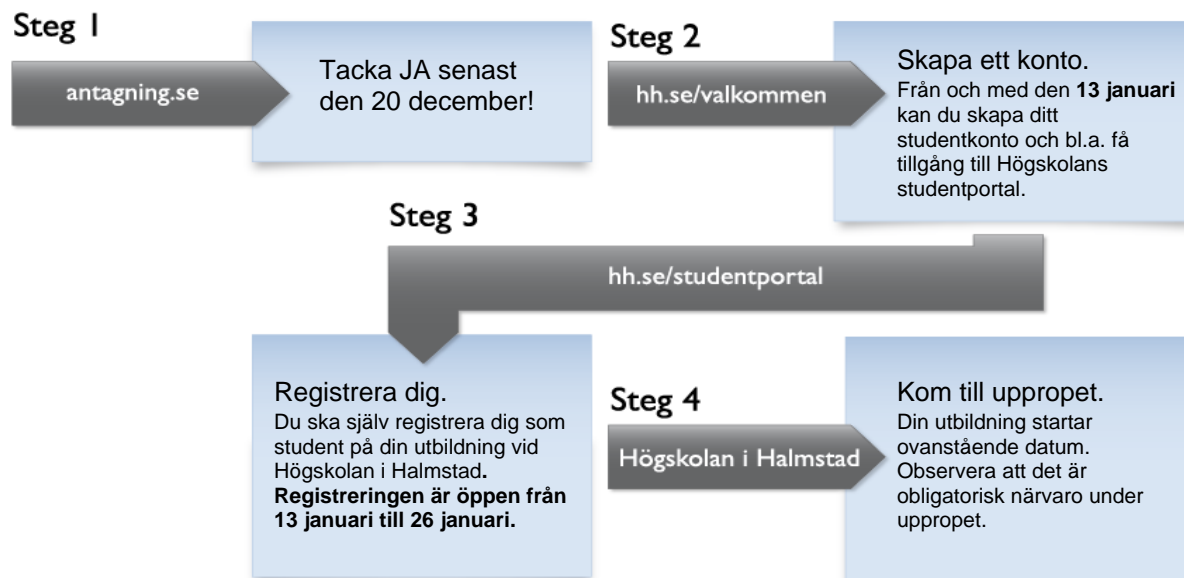 Steg 1
antagning.se
Tacka JA senast
den 20 december!
Steg 2
hh.se/valkommen
Skapa ett konto.
Från och med den 13 januari
kan du skapa ditt
studentkonto och bl.a. få
tillgång till Högskolans
studentportal.
Steg 3
hh.se/studentportal
Registrera dig.
Du ska själv registrera dig som
student på din utbildning vid
Högskolan i Halmstad.
Registreringen är öppen från
13 januari till 26 januari.
Steg 4
Högskolan i Halmstad
Kom till uppropet.
Din utbildning startar
ovanstående datum.
Observera att det är
obligatorisk närvaro under
uppropet.